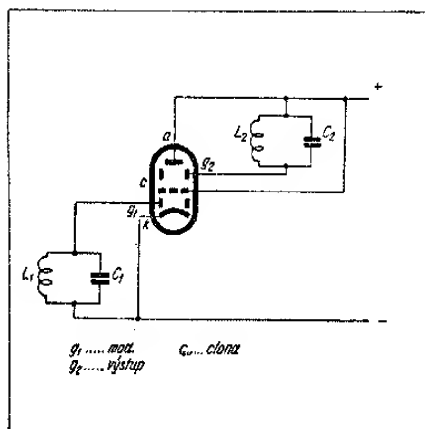 +
a
L₂
C₂
g₂
c
g₁
k
L₁
C₁
−
g₁ ..... mod. c ..... clona
g₂ ..... výstup